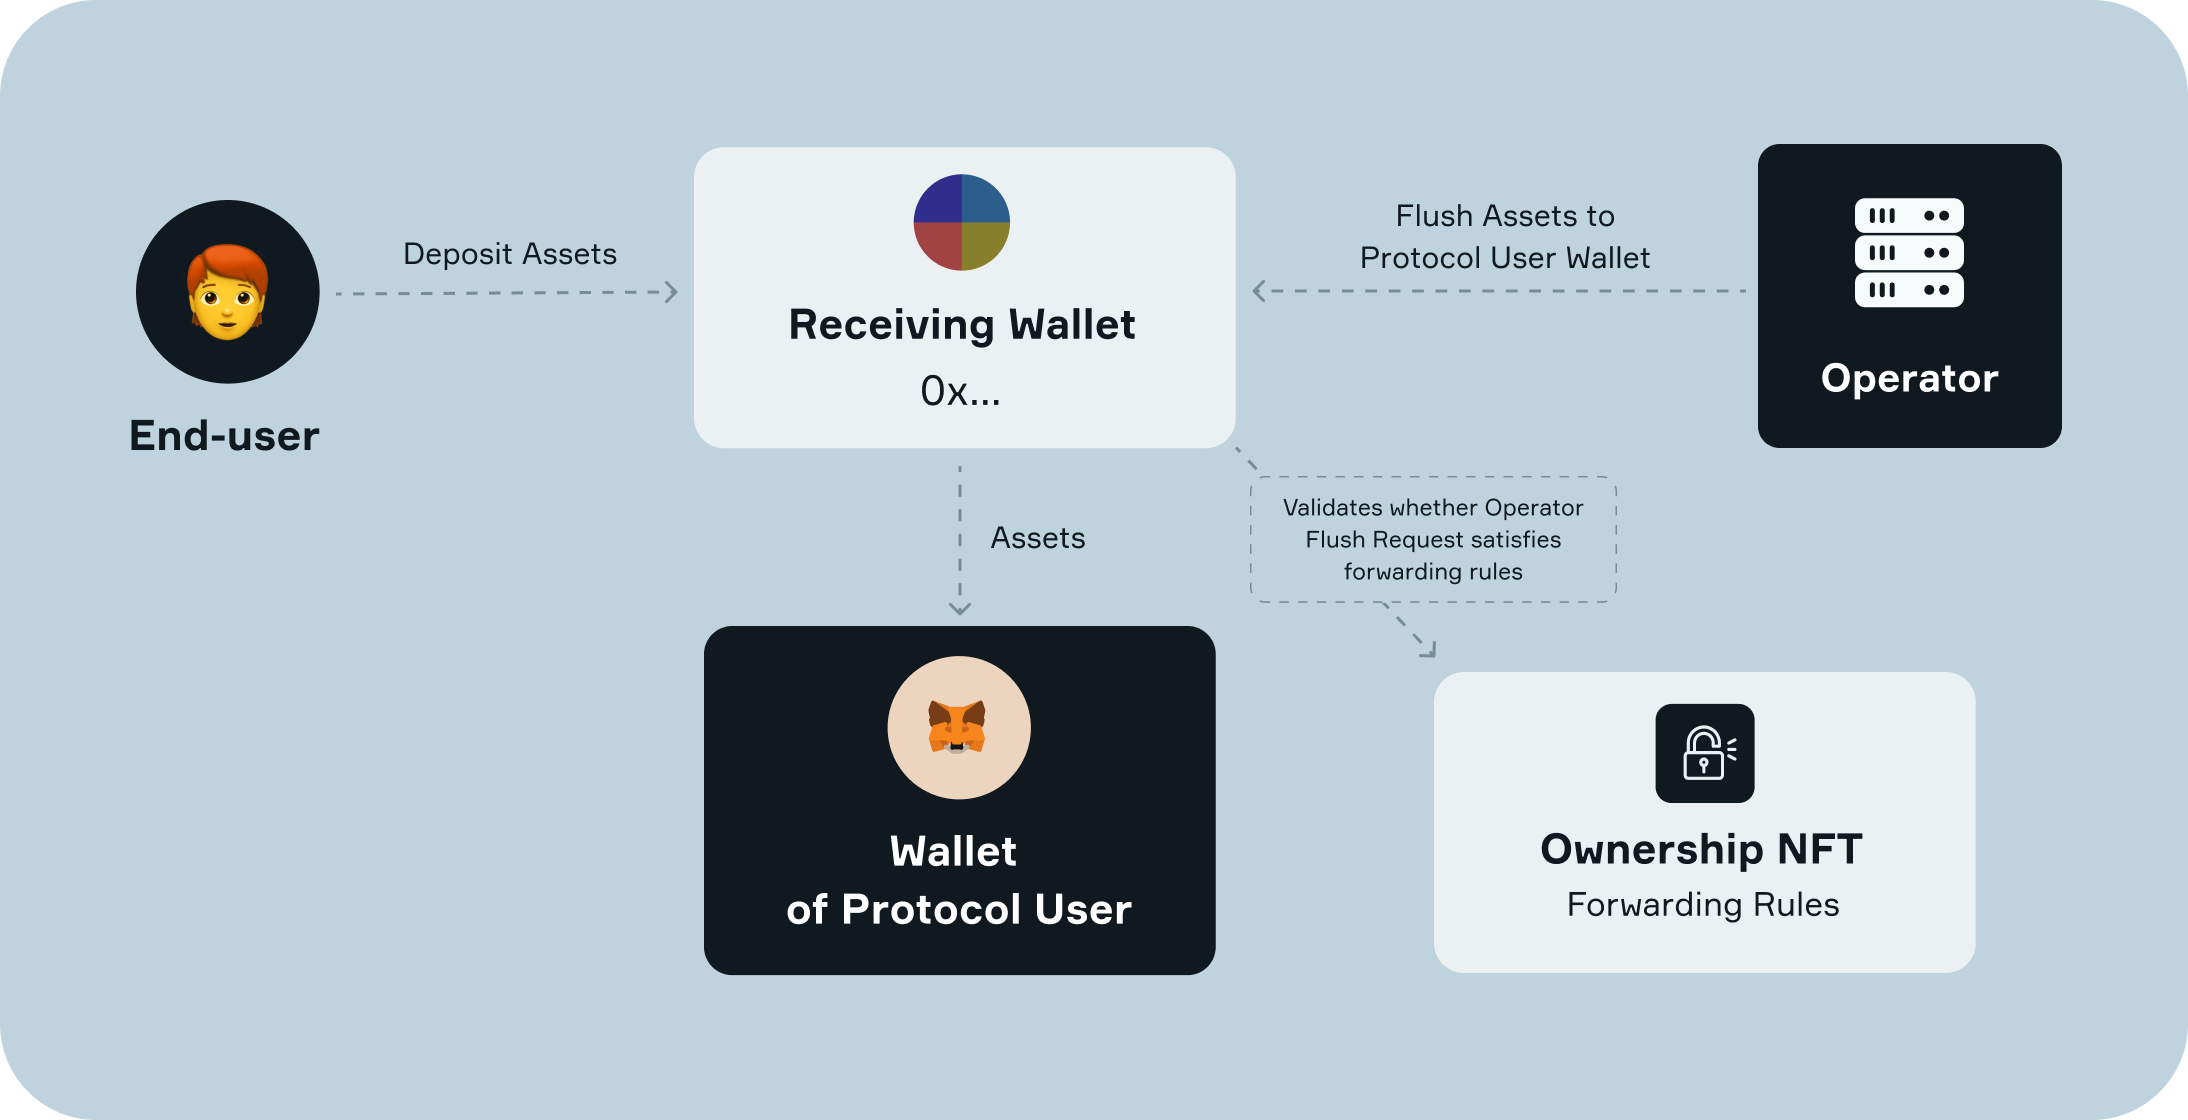 Deposit Assets
End-user
Receiving Wallet
0x...
Flush Assets to
Protocol User Wallet
Operator
Assets
Validates whether Operator
Flush Request satisfies
forwarding rules
Wallet
of Protocol User
Ownership NFT
Forwarding Rules